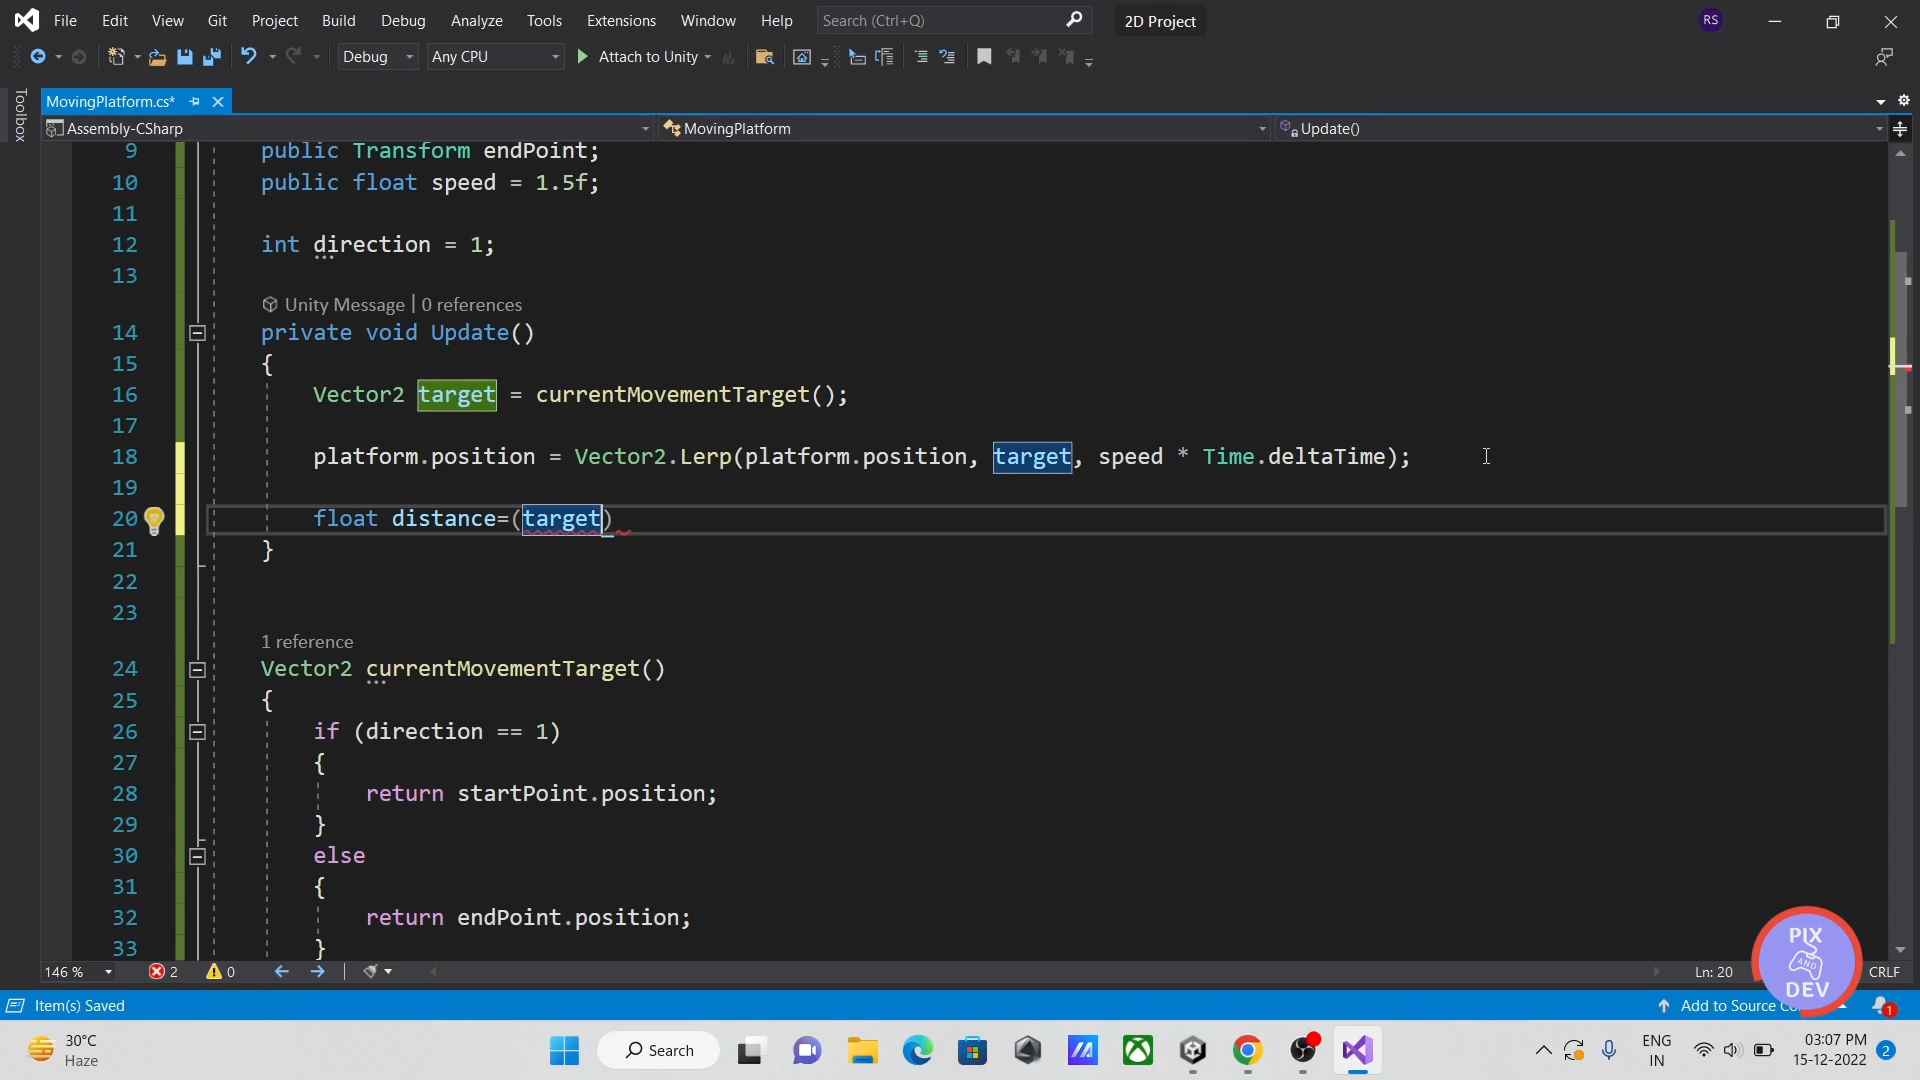 File Edit View Git Project Build Debug Analyze Tools Extensions Window Help Search (Ctrl+Q) 2D Project RS
Debug Any CPU Attach to Unity
Toolbox
MovingPlatform.cs*
Assembly-CSharp MovingPlatform Update()
9 public Transform endPoint;
10 public float speed = 1.5f;
11
12 int direction = 1;
13
Unity Message | 0 references
14 private void Update()
15 {
16 Vector2 target = currentMovementTarget();
17
18 platform.position = Vector2.Lerp(platform.position, target, speed * Time.deltaTime);
19
20 float distance=(target)
21 }
22
23
1 reference
24 Vector2 currentMovementTarget()
25 {
26 if (direction == 1)
27 {
28 return startPoint.position;
29 }
30 else
31 {
32 return endPoint.position;
33 }
146 % 2 0 Ln: 20 CRLF
PIX
AND
DEV
Item(s) Saved Add to Source 1
30°C
Haze
Search
ENG
IN
03:07 PM
15-12-2022
2